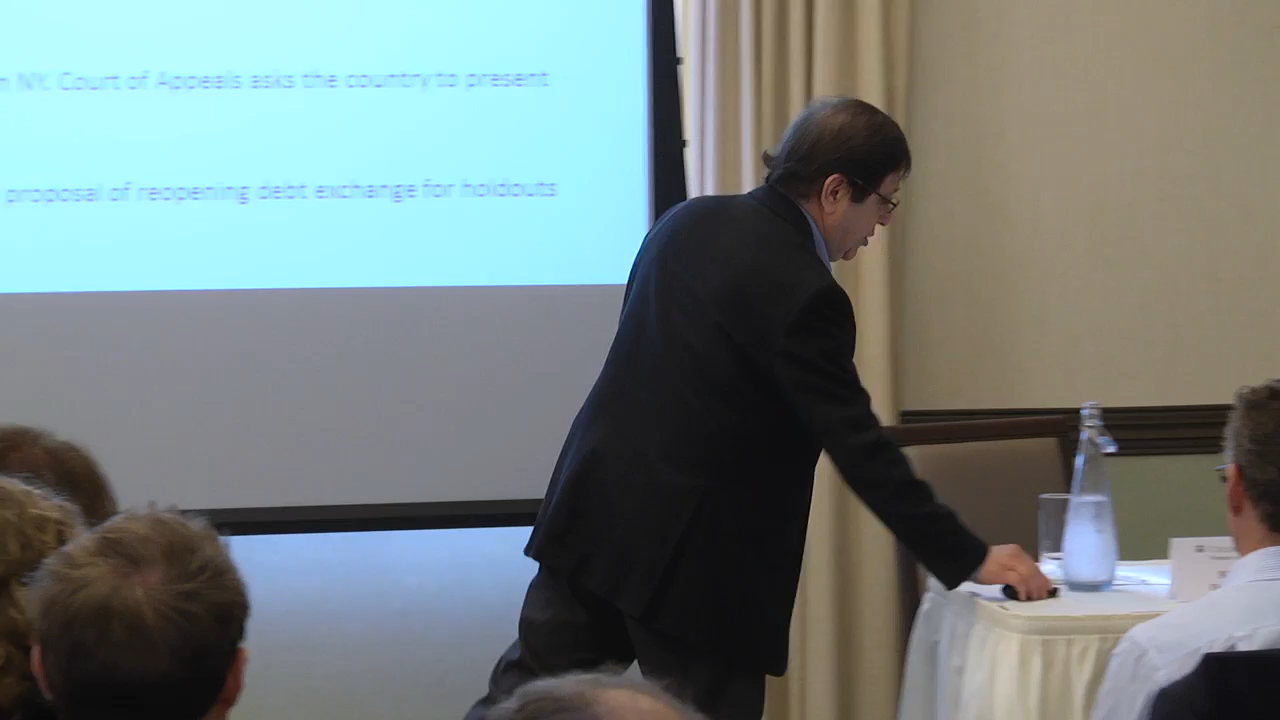 NY. Court of Appeals asks the country to present
proposal of reopening debt exchange for holdouts